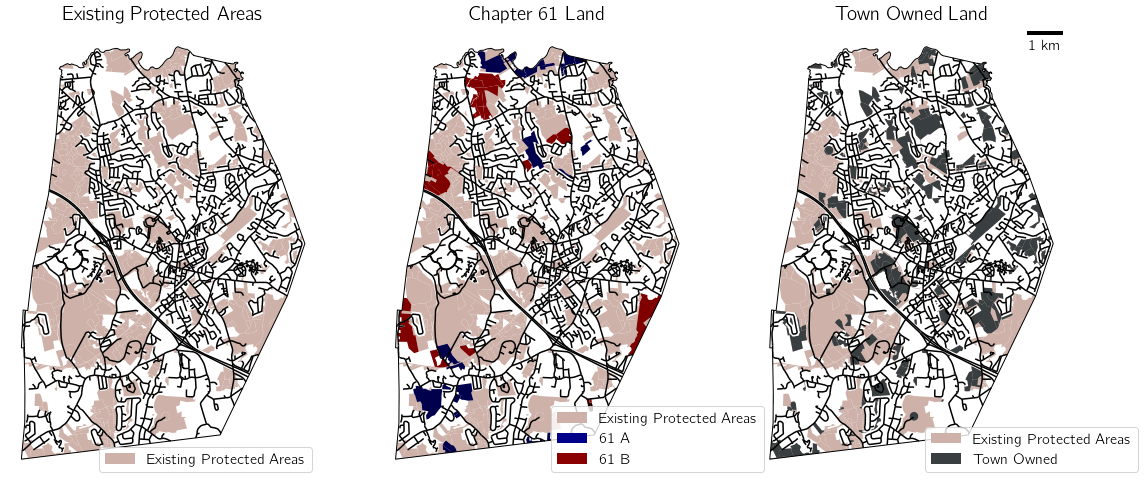 Existing Protected Areas
Chapter 61 Land
Town Owned Land
1 km
Existing Protected Areas
Existing Protected Areas
61 A
61 B
Existing Protected Areas
Town Owned